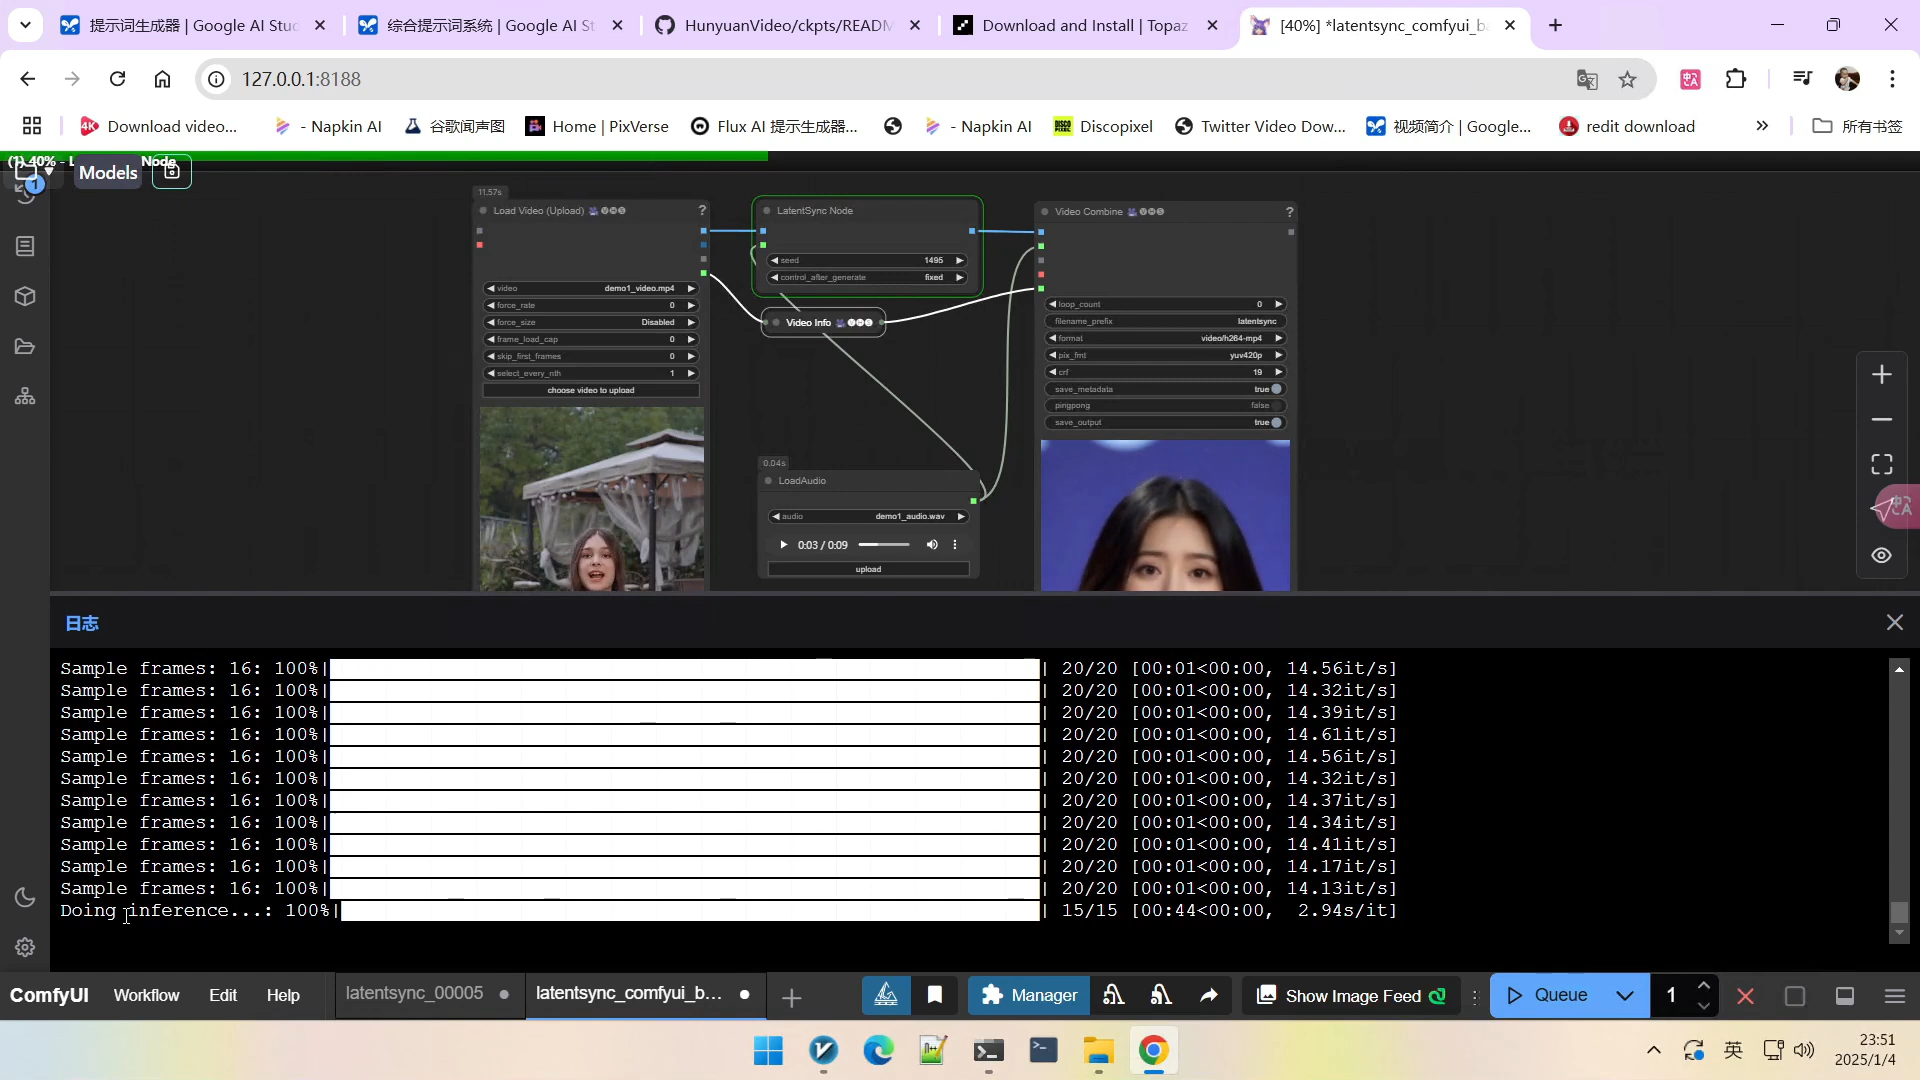 提示词生成器 | Google AI Stu
综合提示词系统 | Google AI St
HunyuanVideo/ckpts/READM
Download and Install | Topaz
[40%] *latentsync_comfyui_ba
127.0.0.1:8188
Download video...
- Napkin AI
谷歌闻声图
Home | PixVerse
Flux AI 提示生成器...
- Napkin AI
Discopixel
Twitter Video Dow...
视频简介 | Google...
redit download
所有书签
(1) 40% - L
Node
Models
1
11.57s
Load Video (Upload)
?
video demo1_video.mp4
force_rate 0
force_size Disabled
frame_load_cap 0
skip_first_frames 0
select_every_nth 1
choose video to upload
LatentSync Node
seed 1495
control_after_generate fixed
Video Info
0.04s
LoadAudio
audio demo1_audio.wav
0:03 / 0:09
upload
Video Combine
?
loop_count 0
filename_prefix latentsync
format video/h264-mp4
pix_fmt yuv420p
crf 19
save_metadata true
pingpong false
save_output true
日志
Sample frames: 16: 100%| | 20/20 [00:01<00:00, 14.56it/s]
Sample frames: 16: 100%| | 20/20 [00:01<00:00, 14.32it/s]
Sample frames: 16: 100%| | 20/20 [00:01<00:00, 14.39it/s]
Sample frames: 16: 100%| | 20/20 [00:01<00:00, 14.61it/s]
Sample frames: 16: 100%| | 20/20 [00:01<00:00, 14.56it/s]
Sample frames: 16: 100%| | 20/20 [00:01<00:00, 14.32it/s]
Sample frames: 16: 100%| | 20/20 [00:01<00:00, 14.37it/s]
Sample frames: 16: 100%| | 20/20 [00:01<00:00, 14.34it/s]
Sample frames: 16: 100%| | 20/20 [00:01<00:00, 14.41it/s]
Sample frames: 16: 100%| | 20/20 [00:01<00:00, 14.17it/s]
Sample frames: 16: 100%| | 20/20 [00:01<00:00, 14.13it/s]
Doing inference...: 100%| | 15/15 [00:44<00:00, 2.94s/it]
ComfyUI
Workflow
Edit
Help
latentsync_00005
latentsync_comfyui_b...
Manager
Show Image Feed
Queue
1
英
23:51
2025/1/4